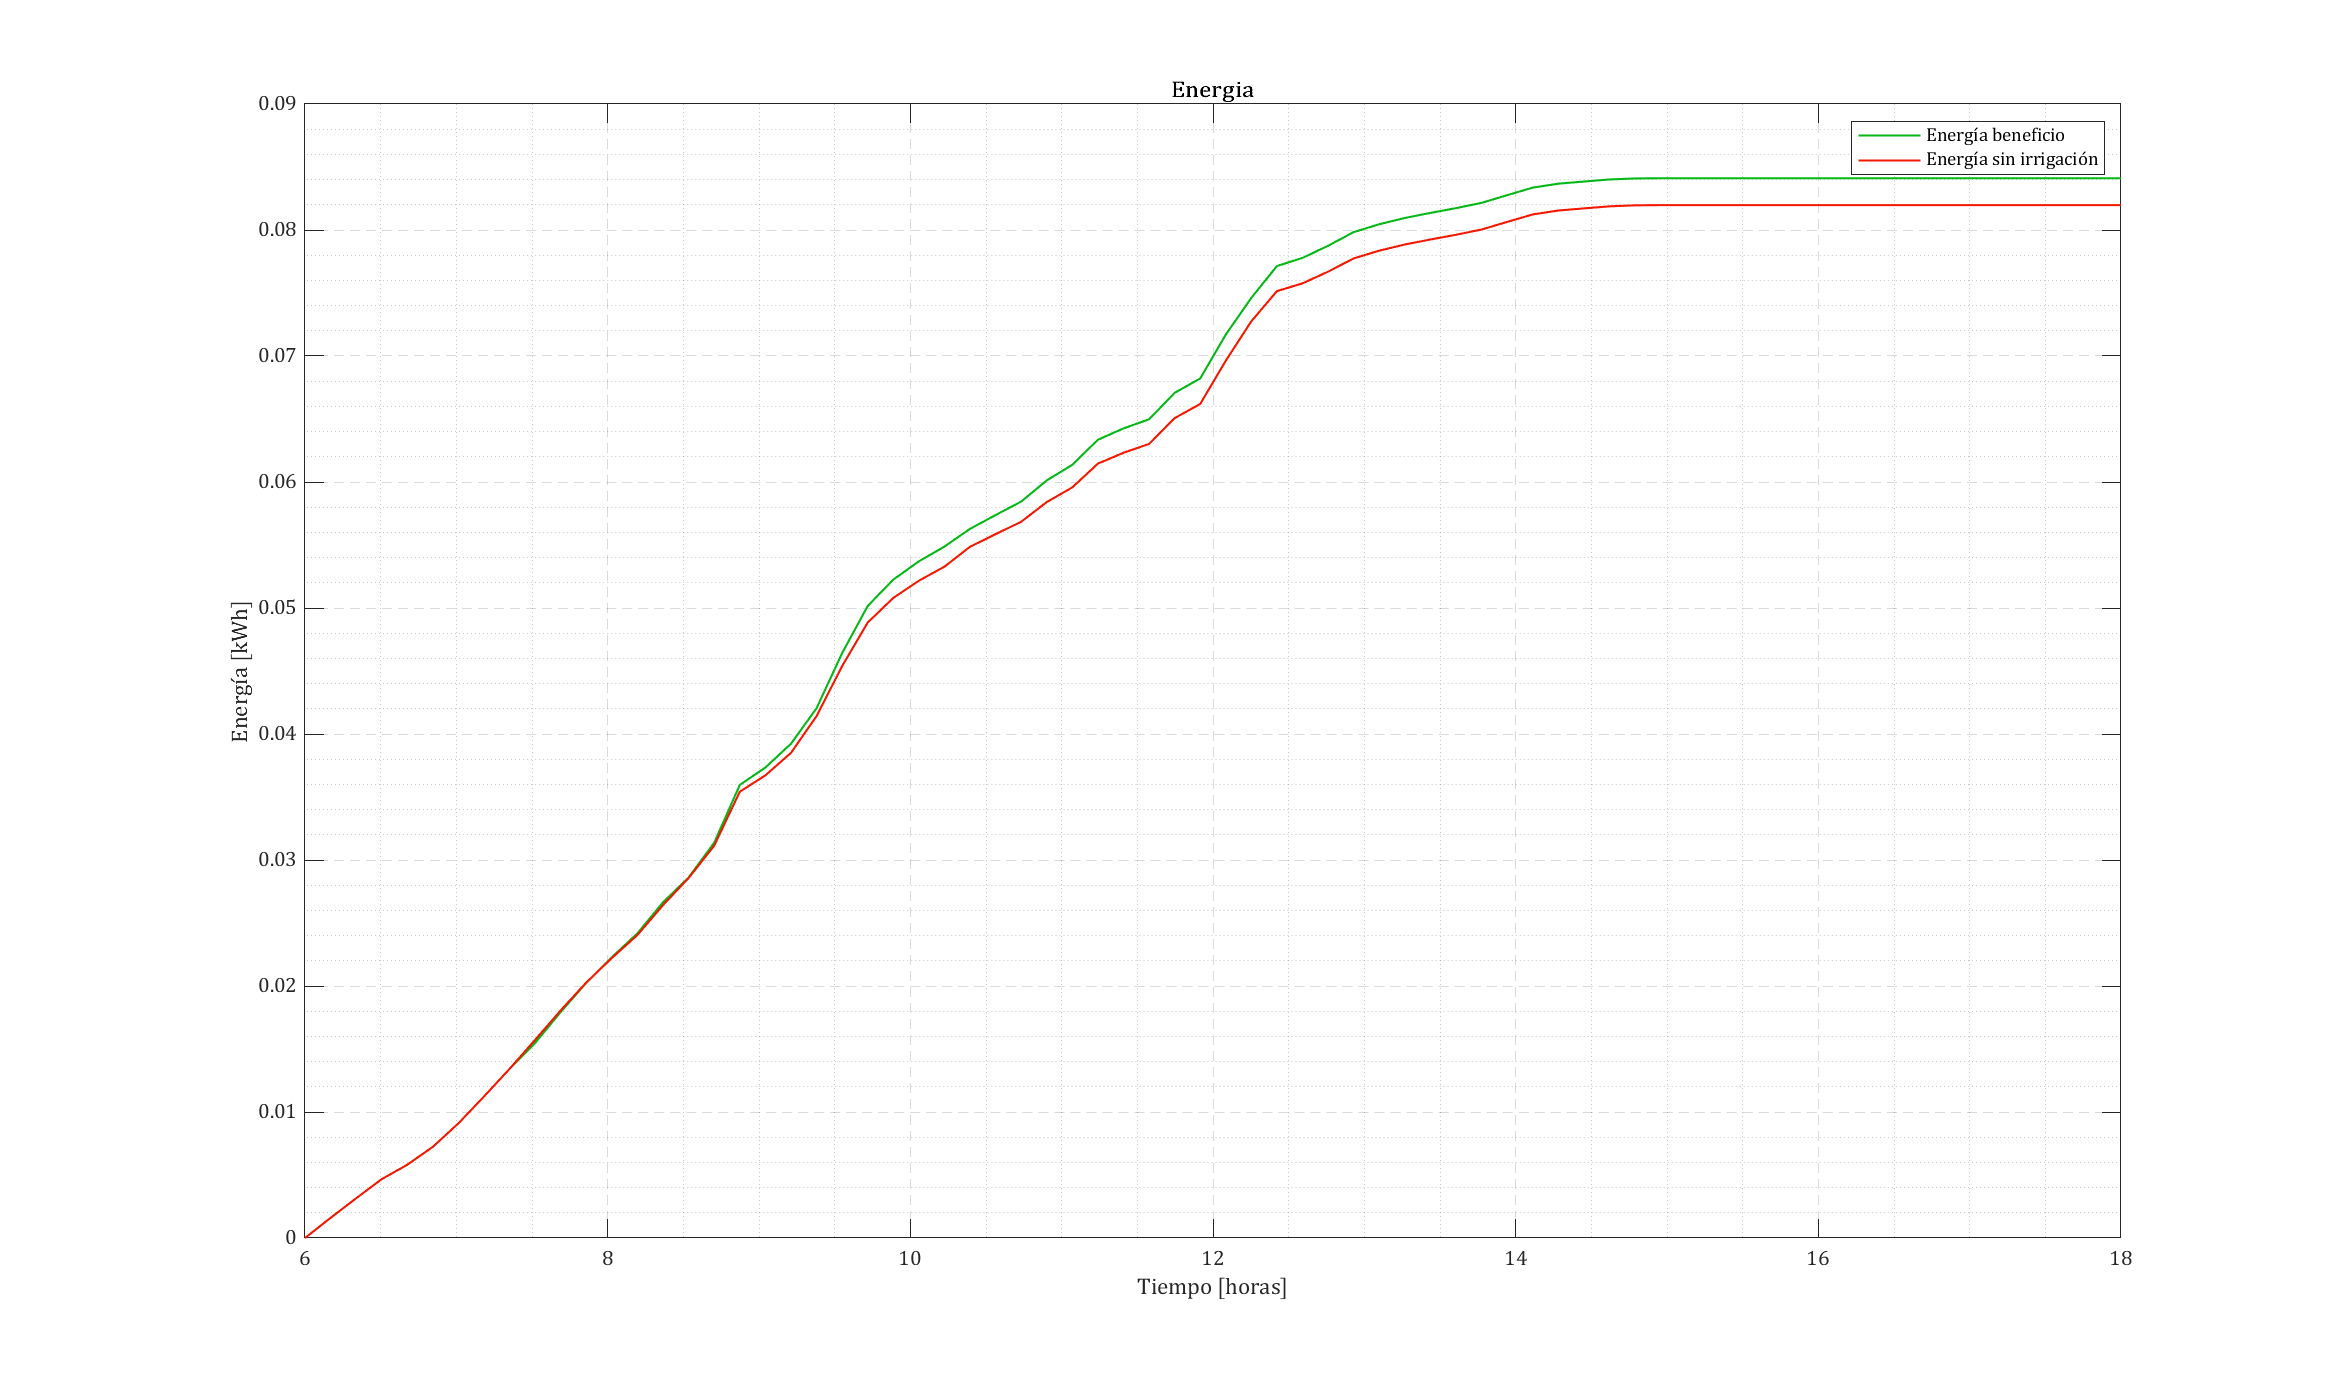 Energia
Energía beneficio
Energía sin irrigación
0.09
0.08
0.07
0.06
0.05
0.04
0.03
0.02
0.01
0
Energía [kWh]
6 8 10 12 14 16 18
Tiempo [horas]